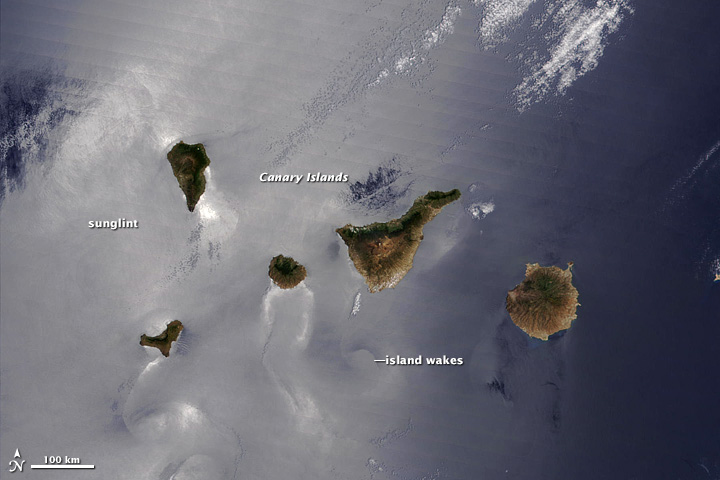 Canary Islands
sunglint
island wakes
100 km
N